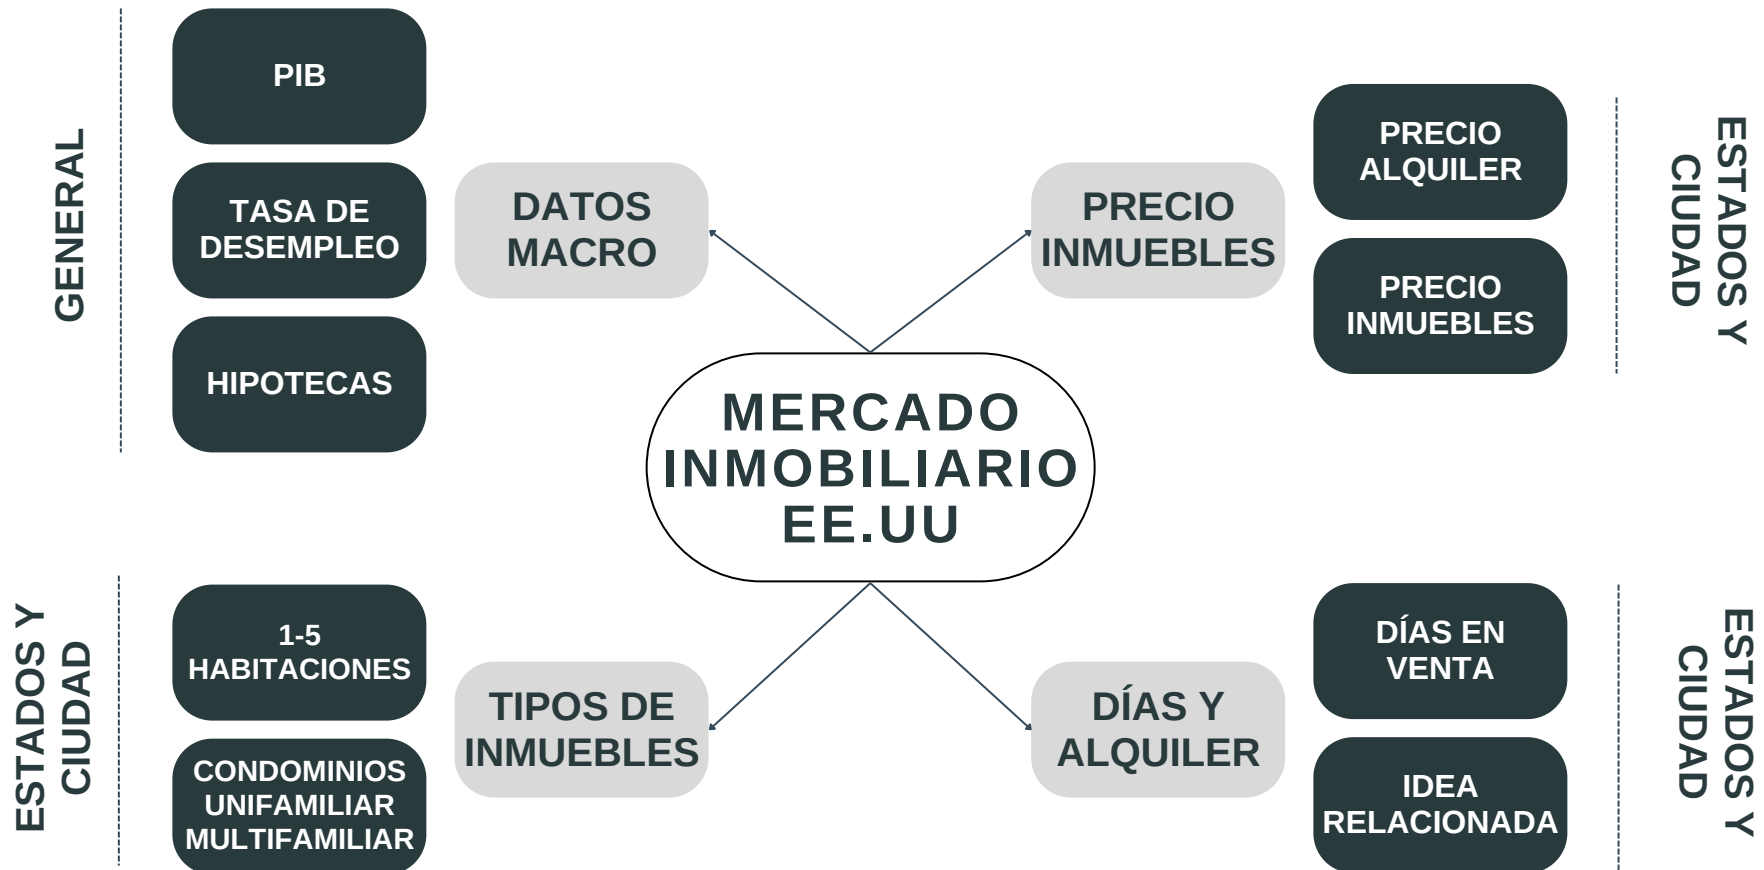 GENERAL
PIB
TASA DE
DESEMPLEO
HIPOTECAS
DATOS
MACRO
PRECIO
INMUEBLES
PRECIO
ALQUILER
PRECIO
INMUEBLES
ESTADOS Y
CIUDAD
MERCADO
INMOBILIARIO
EE.UU
ESTADOS Y
CIUDAD
1-5
HABITACIONES
CONDOMINIOS
UNIFAMILIAR
MULTIFAMILIAR
TIPOS DE
INMUEBLES
DÍAS Y
ALQUILER
DÍAS EN
VENTA
IDEA
RELACIONADA
ESTADOS Y
CIUDAD